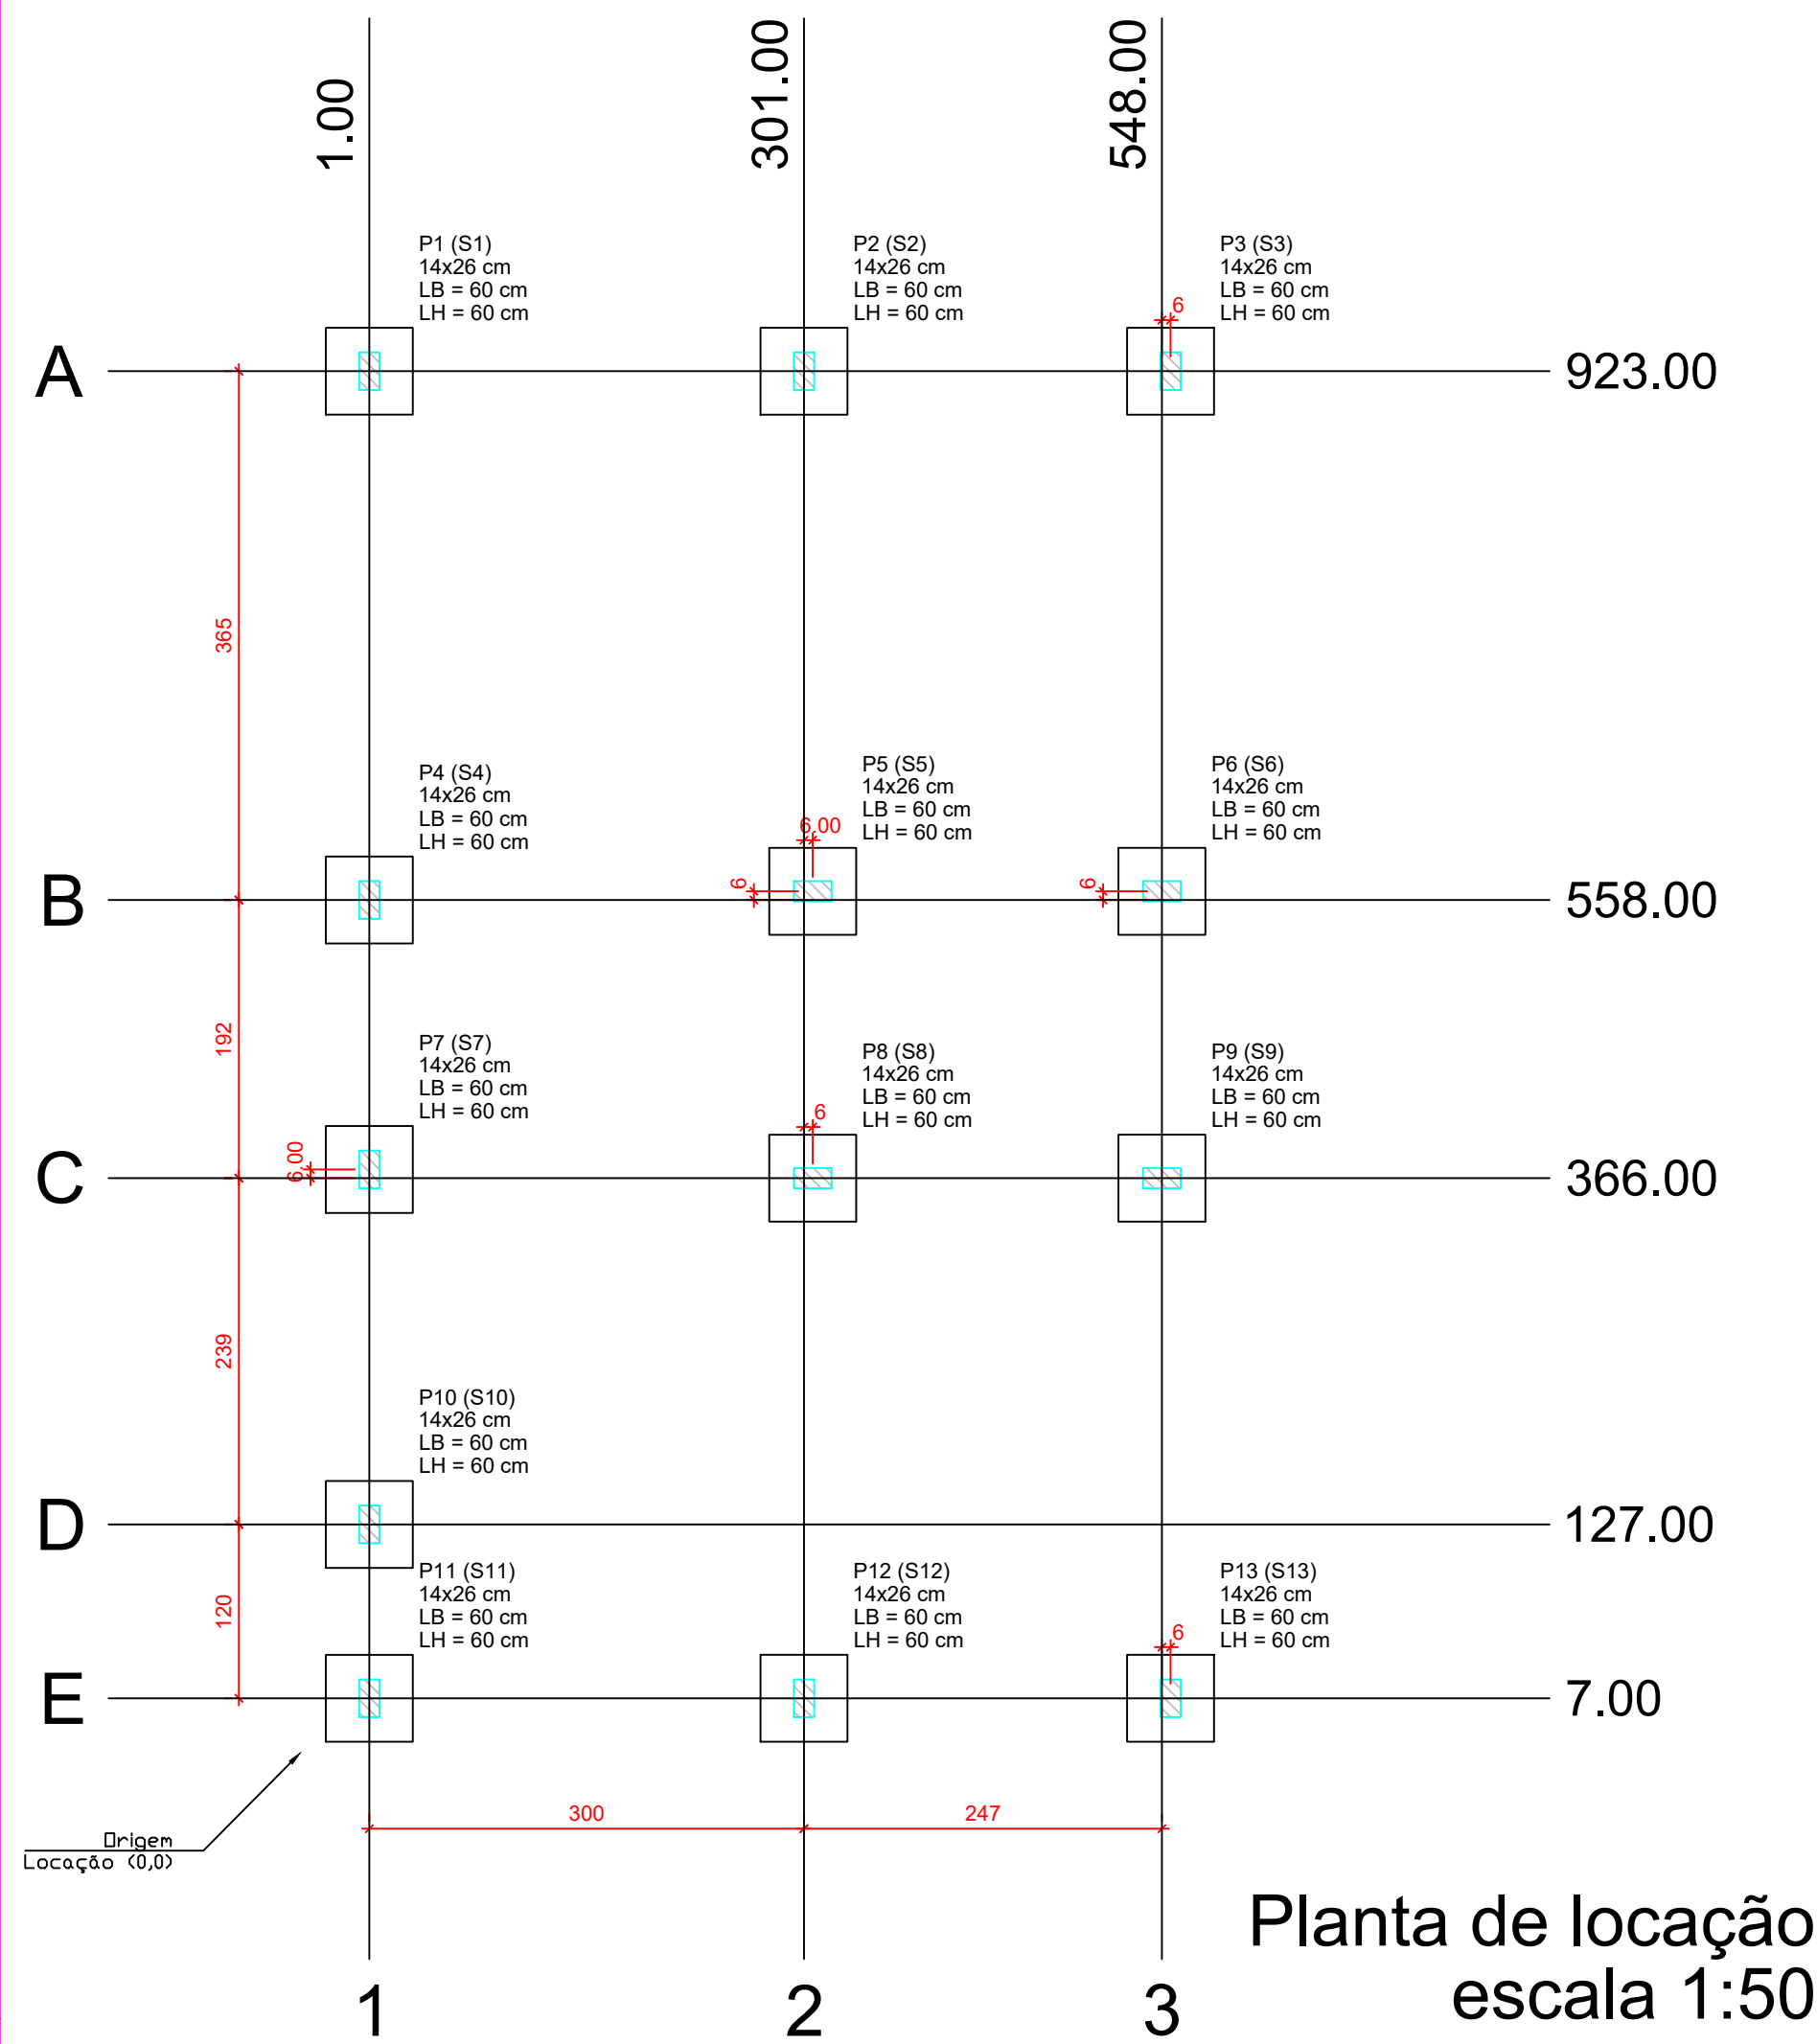 1.00
301.00
548.00
P1 (S1)
14x26 cm
LB = 60 cm
LH = 60 cm
P2 (S2)
14x26 cm
LB = 60 cm
LH = 60 cm
P3 (S3)
14x26 cm
LB = 60 cm
LH = 60 cm
6
A
923.00
365
P4 (S4)
14x26 cm
LB = 60 cm
LH = 60 cm
P5 (S5)
14x26 cm
LB = 60 cm
LH = 60 cm
6,00
6
P6 (S6)
14x26 cm
LB = 60 cm
LH = 60 cm
6
B
558.00
192
P7 (S7)
14x26 cm
LB = 60 cm
LH = 60 cm
6,00
P8 (S8)
14x26 cm
LB = 60 cm
LH = 60 cm
6
P9 (S9)
14x26 cm
LB = 60 cm
LH = 60 cm
C
366.00
239
P10 (S10)
14x26 cm
LB = 60 cm
LH = 60 cm
D
127.00
120
P11 (S11)
14x26 cm
LB = 60 cm
LH = 60 cm
P12 (S12)
14x26 cm
LB = 60 cm
LH = 60 cm
P13 (S13)
14x26 cm
LB = 60 cm
LH = 60 cm
6
E
7.00
300
247
Origem
Locação (0,0)
Planta de locação
escala 1:50
1
2
3